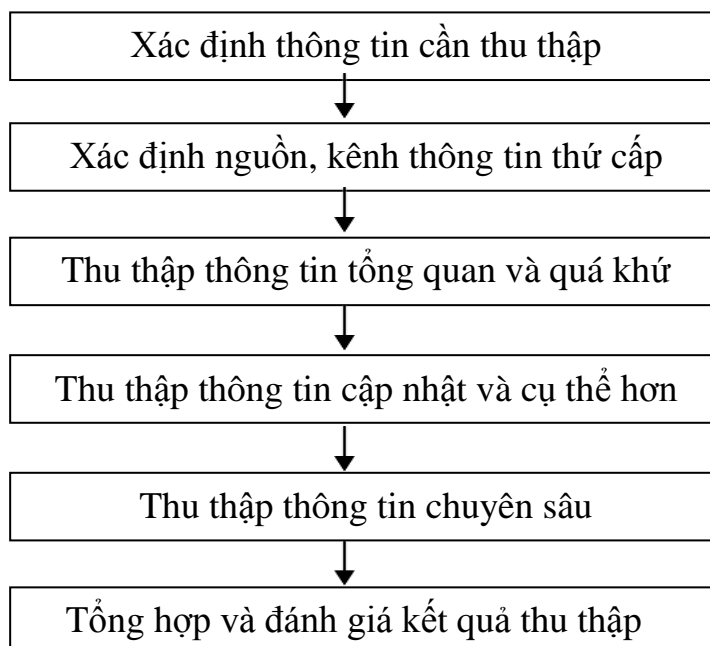 Xác định thông tin cần thu thập
Xác định nguồn, kênh thông tin thứ cấp
Thu thập thông tin tổng quan và quá khứ
Thu thập thông tin cập nhật và cụ thể hơn
Thu thập thông tin chuyên sâu
Tổng hợp và đánh giá kết quả thu thập